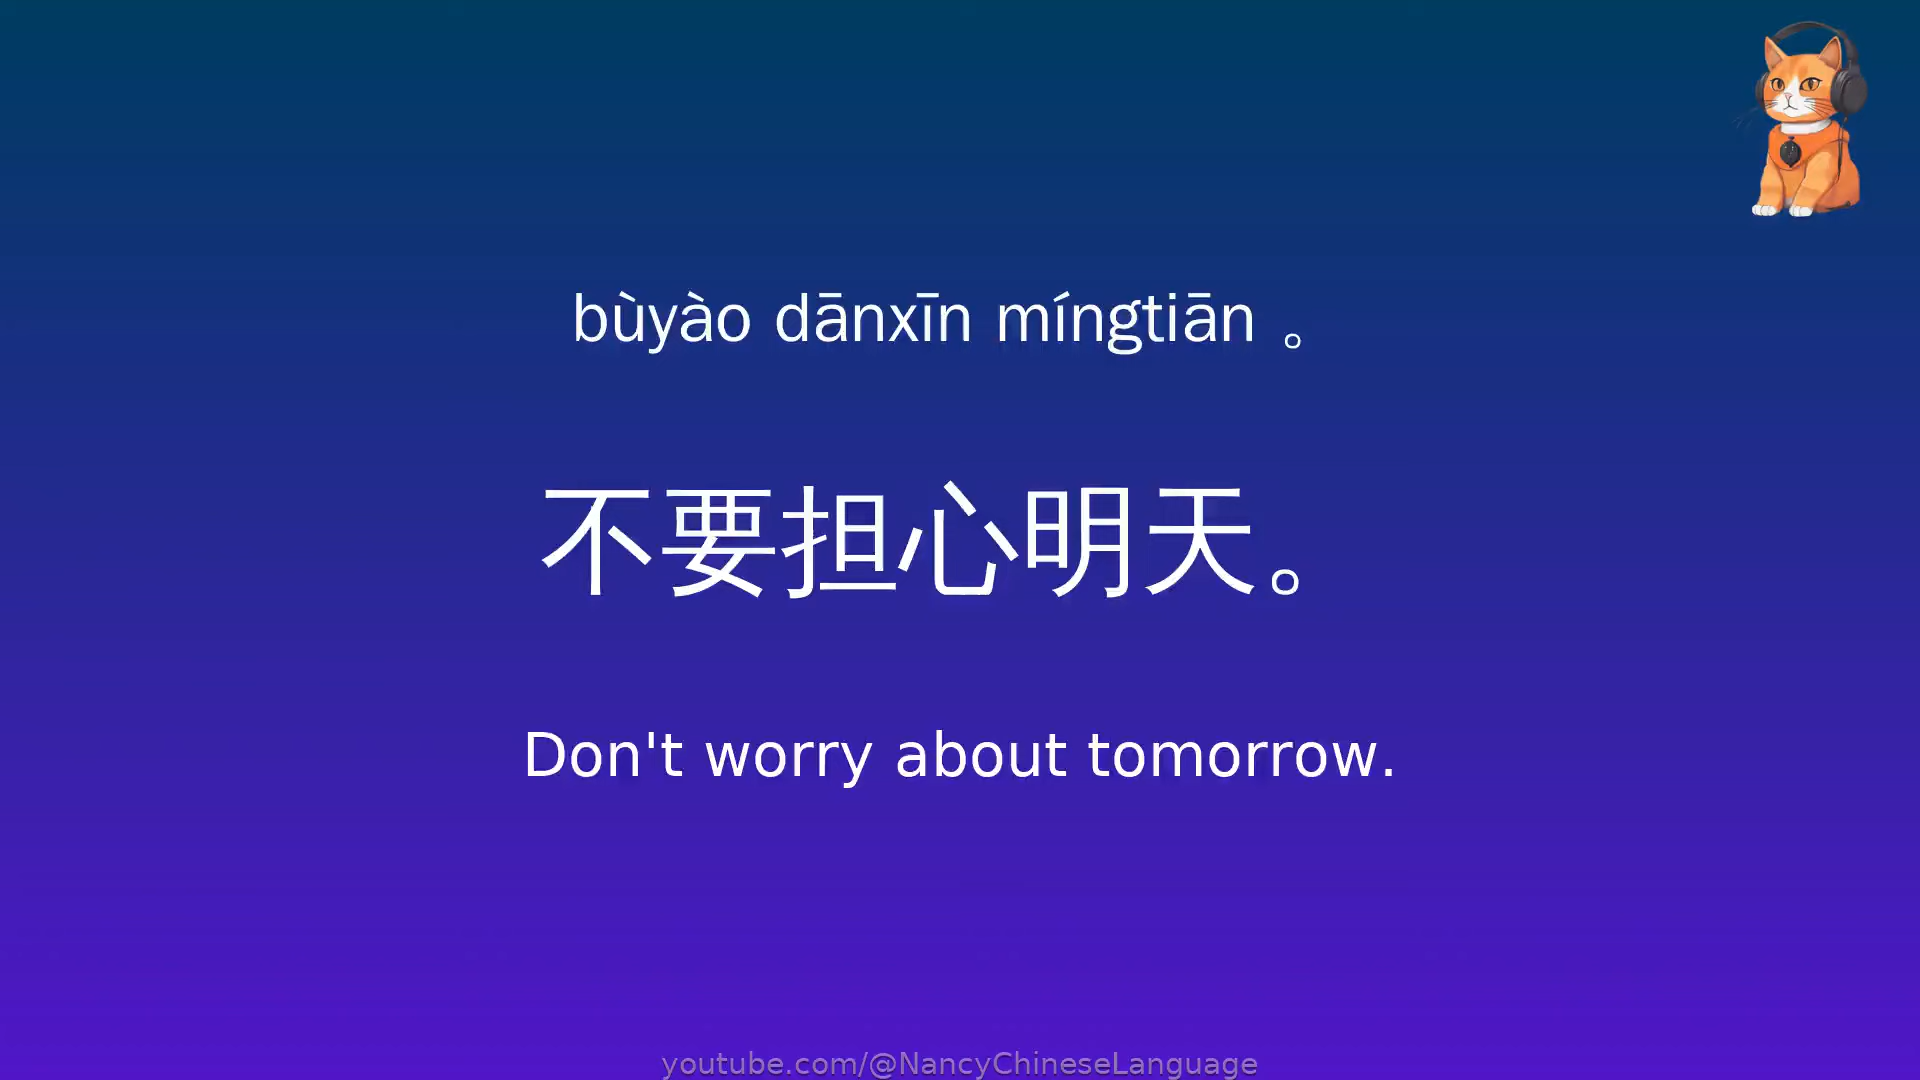 bùyào dānxīn míngtiān 。
不要担心明天。
Don't worry about tomorrow.
youtube.com/@NancyChineseLanguage